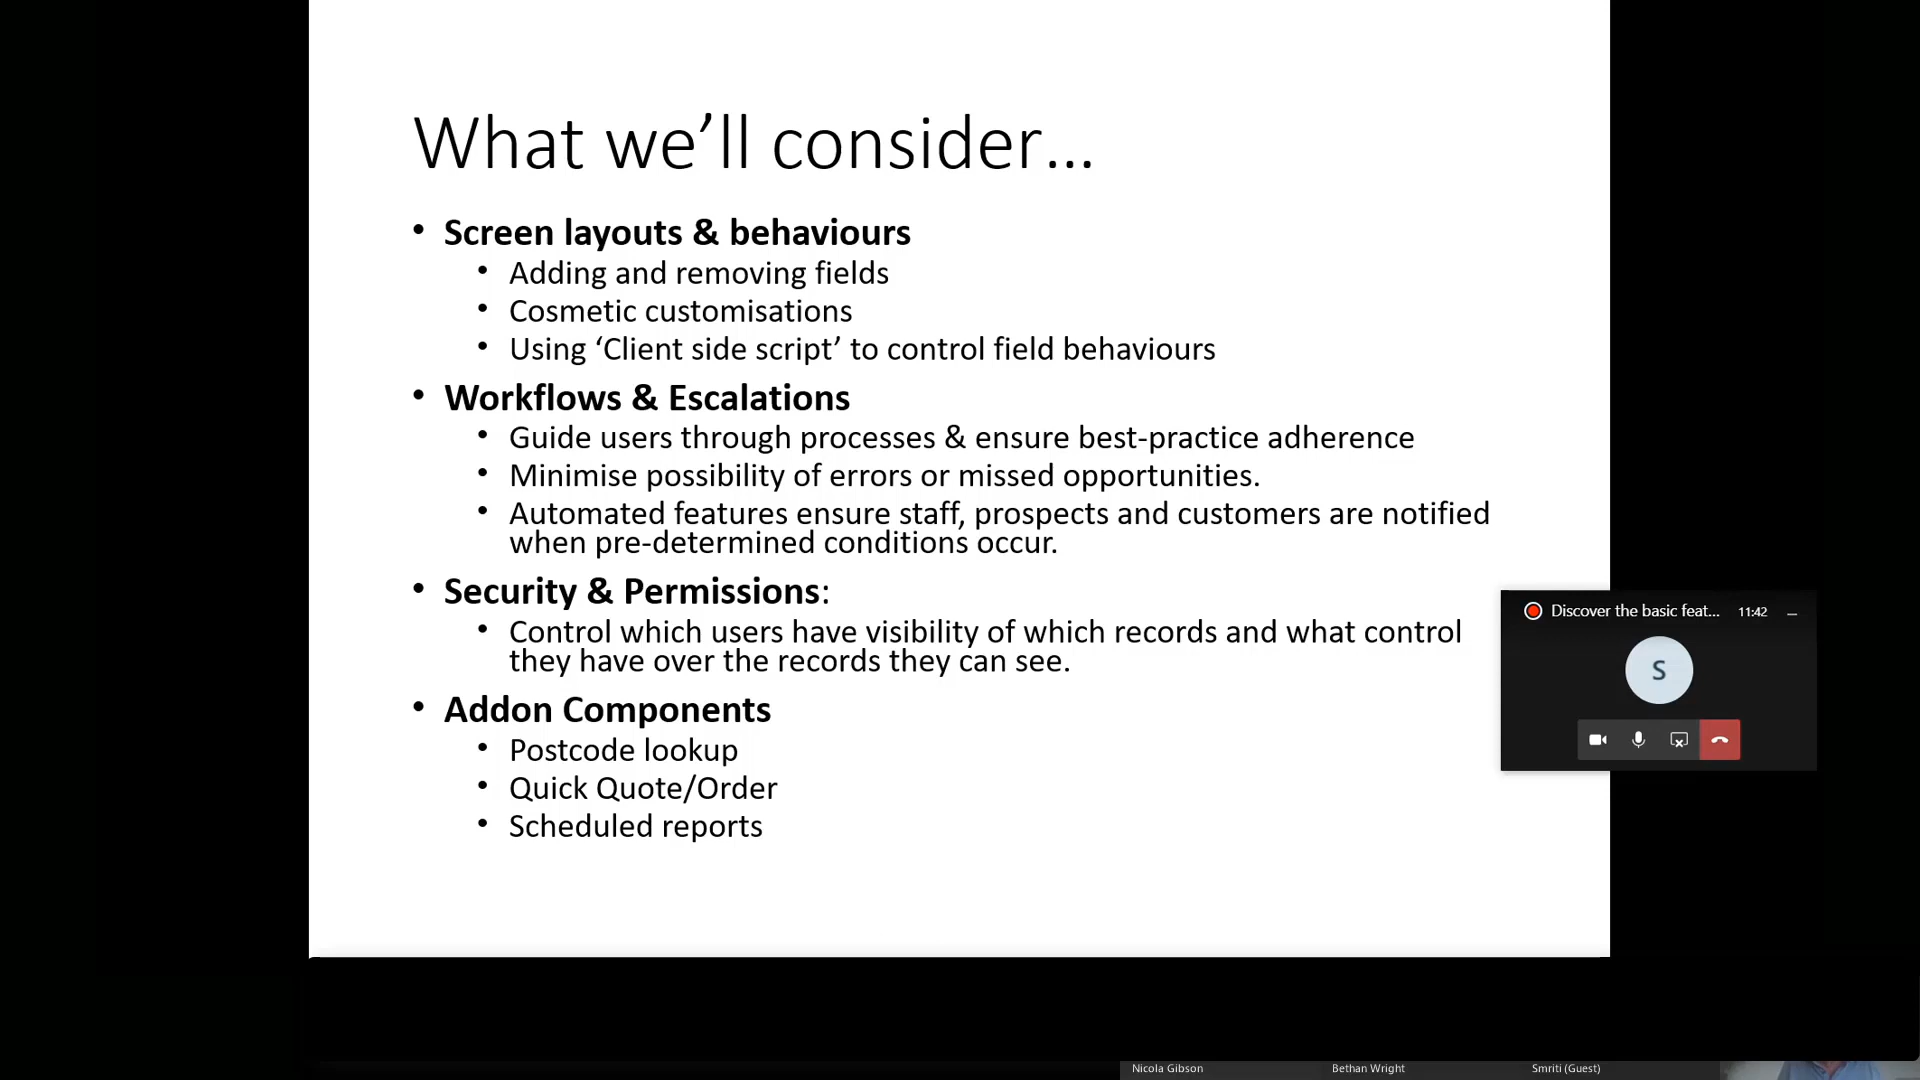 What we’ll consider...
• Screen layouts & behaviours
• Adding and removing fields
• Cosmetic customisations
• Using ‘Client side script’ to control field behaviours
• Workflows & Escalations
• Guide users through processes & ensure best-practice adherence
• Minimise possibility of errors or missed opportunities.
• Automated features ensure staff, prospects and customers are notified
when pre-determined conditions occur.
• Security & Permissions:
• Control which users have visibility of which records and what control
they have over the records they can see.
• Addon Components
• Postcode lookup
• Quick Quote/Order
• Scheduled reports
Discover the basic feat... 11:42
S
Nicola Gibson Bethan Wright Smriti (Guest)